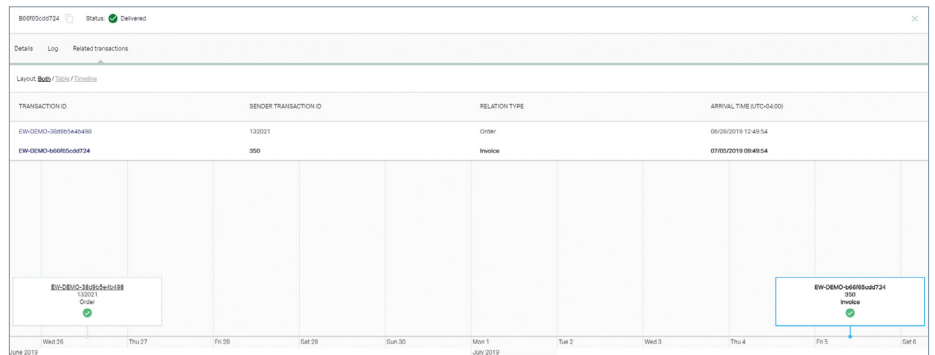 B66f65cdd724 Status: Delivered
Details Log Related transactions
Layout: Both / Table / Timeline
TRANSACTION ID SENDER TRANSACTION ID RELATION TYPE ARRIVAL TIME (UTC-04:00)
EW-DEMO-38d9b5e4b498 132021 Order 06/26/2019 12:49:54
EW-DEMO-b66f65cdd724 350 Invoice 07/05/2019 09:49:54
EW-DEMO-38d9b5e4b498
132021
Order
EW-DEMO-b66f65cdd724
350
Invoice
Wed 26 Thu 27 Fri 28 Sat 29 Sun 30 Mon 1 Tue 2 Wed 3 Thu 4 Fri 5 Sat 6
June 2019 July 2019